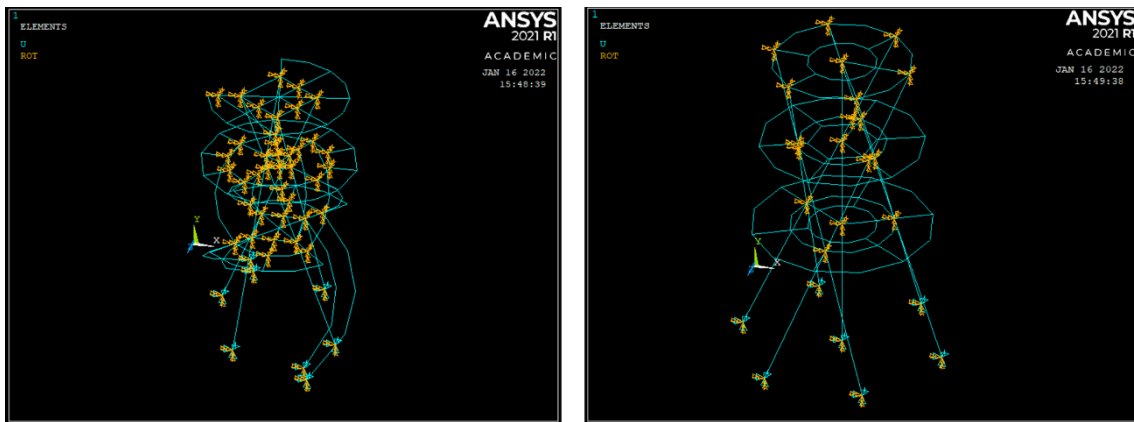 1
ELEMENTS
U
ROT
ANSYS
2021 R1
ACADEMIC
JAN 16 2022
15:48:39
Y
X
1
ELEMENTS
U
ROT
ANSYS
2021 R1
ACADEMIC
JAN 16 2022
15:49:38
Y
X